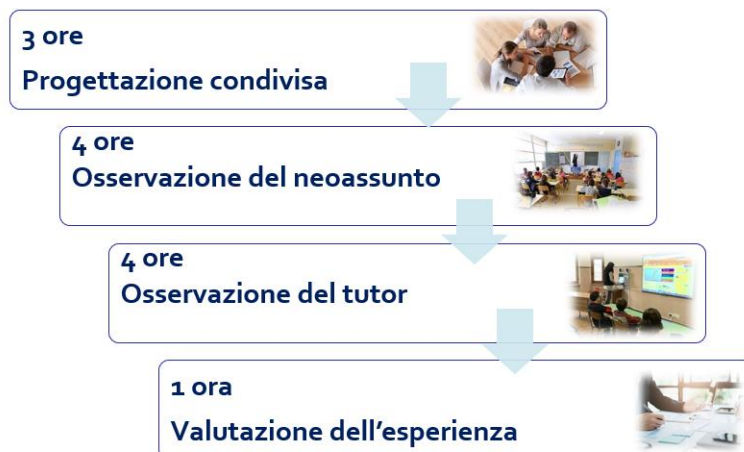 3 ore
Progettazione condivisa
4 ore
Osservazione del neoassunto
4 ore
Osservazione del tutor
1 ora
Valutazione dell'esperienza